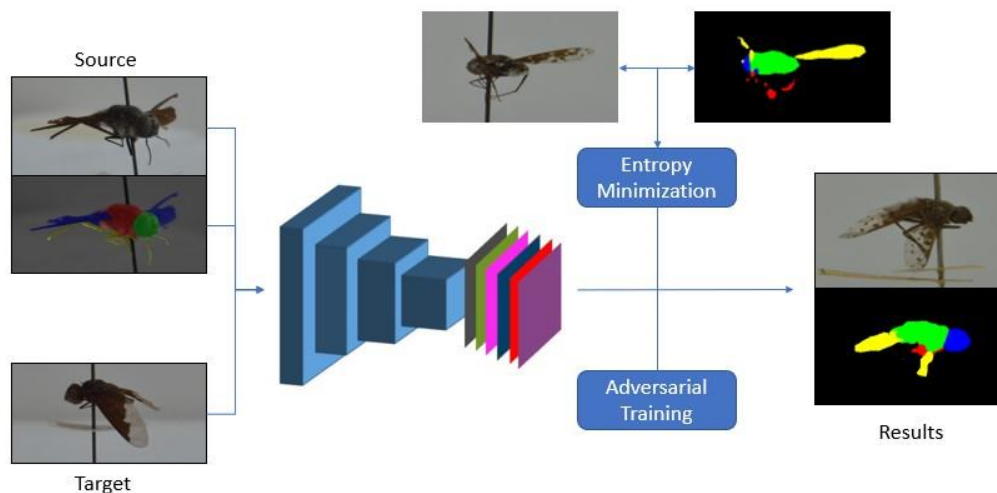 Source
Entropy
Minimization
Adversarial
Training
Results
Target